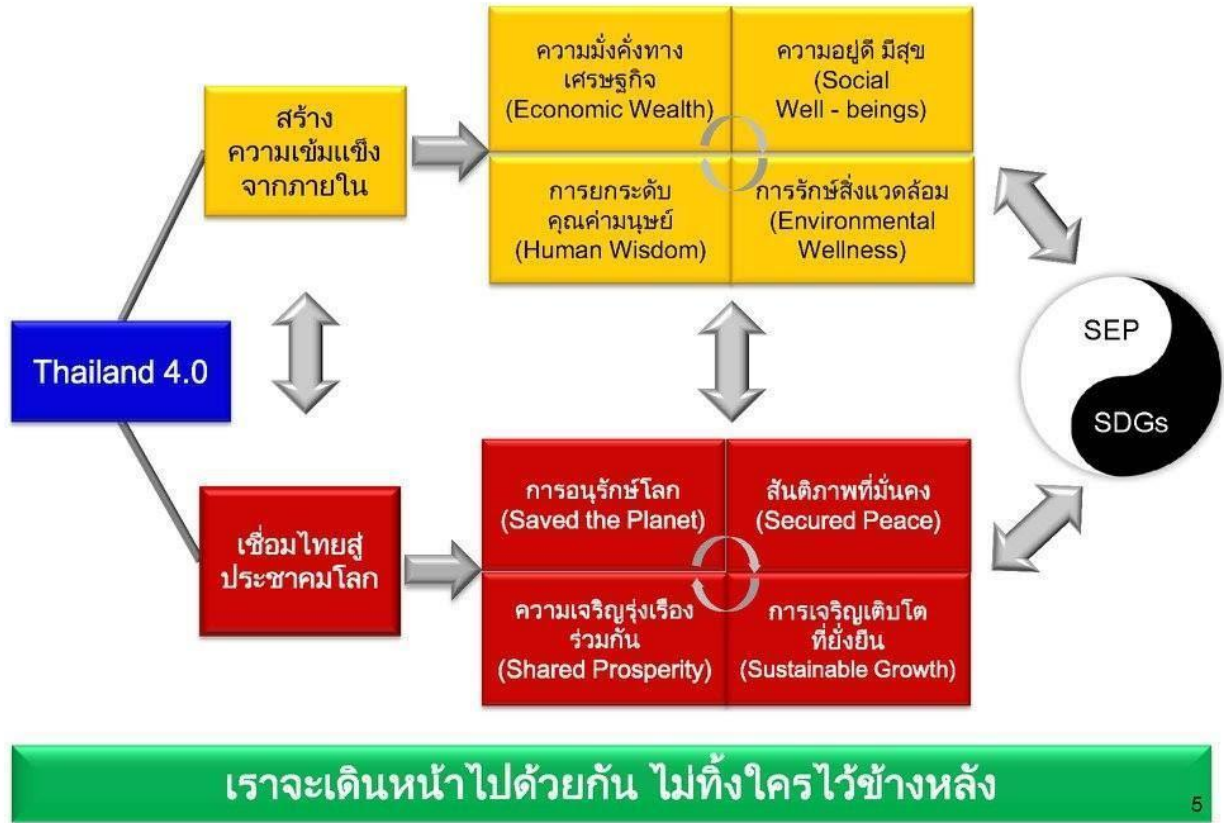 ความมั่งคั่งทาง
เศรษฐกิจ
(Economic Wealth)
ความอยู่ดี มีสุข
(Social
Well - beings)
สร้าง
ความเข้มแข็ง
จากภายใน
การยกระดับ
คุณค่ามนุษย์
(Human Wisdom)
การรักษ์สิ่งแวดล้อม
(Environmental
Wellness)
Thailand 4.0
SEP
SDGs
เชื่อมไทยสู่
ประชาคมโลก
การอนุรักษ์โลก
(Saved the Planet)
สันติภาพที่มั่นคง
(Secured Peace)
ความเจริญรุ่งเรือง
ร่วมกัน
(Shared Prosperity)
การเจริญเติบโต
ที่ยั่งยืน
(Sustainable Growth)
เราจะเดินหน้าไปด้วยกัน ไม่ทิ้งใครไว้ข้างหลัง
5